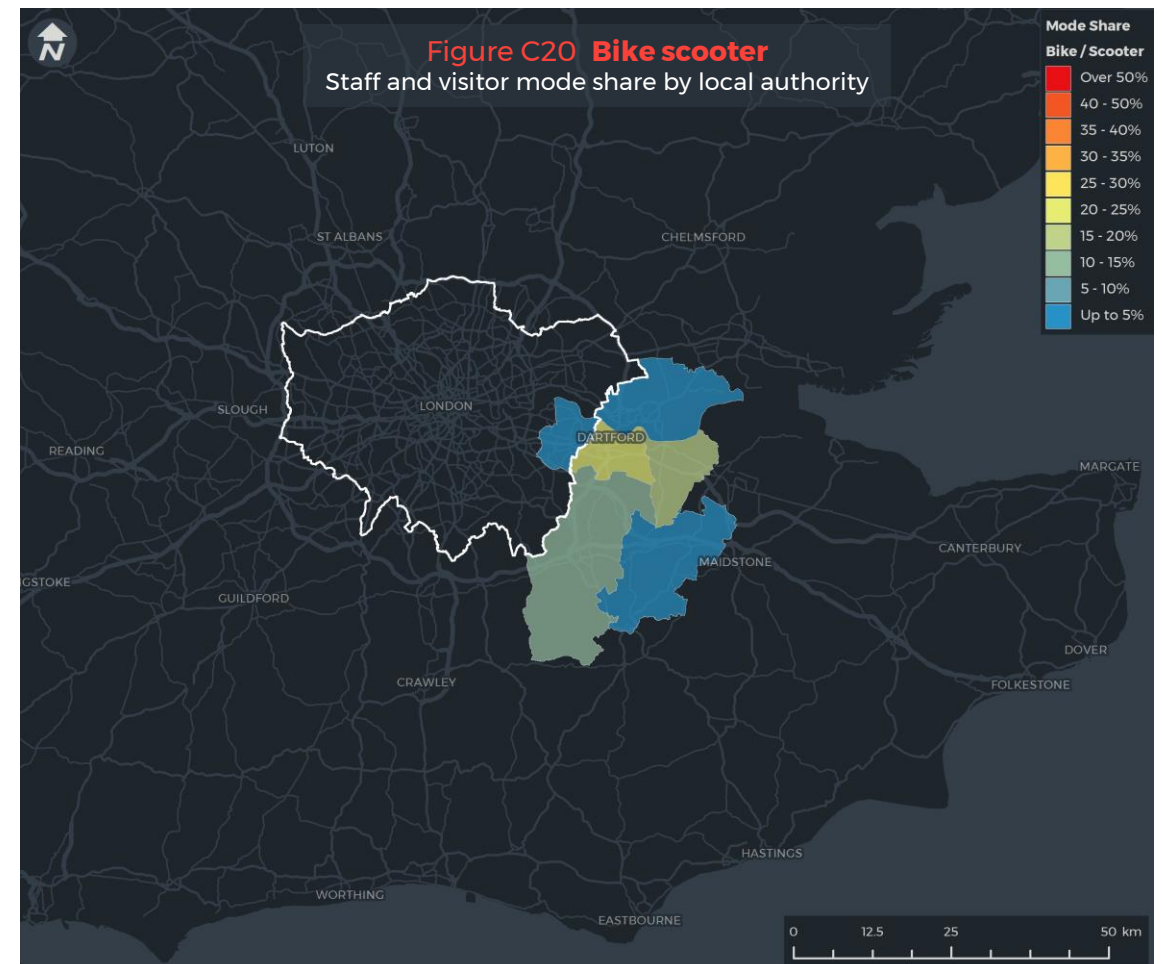 N
Figure C20 Bike scooter
Staff and visitor mode share by local authority
Mode Share
Bike / Scooter
Over 50%
40 - 50%
35 - 40%
30 - 35%
25 - 30%
20 - 25%
15 - 20%
10 - 15%
5 - 10%
Up to 5%
LUTON
ST ALBANS
CHELMSFORD
SLOUGH
LONDON
DARTFORD
READING
MARGATE
CANTERBURY
MAIDSTONE
GSTOKE
GUILDFORD
DOVER
CRAWLEY
FOLKESTONE
HASTINGS
WORTHING
EASTBOURNE
0 12.5 25 50 km